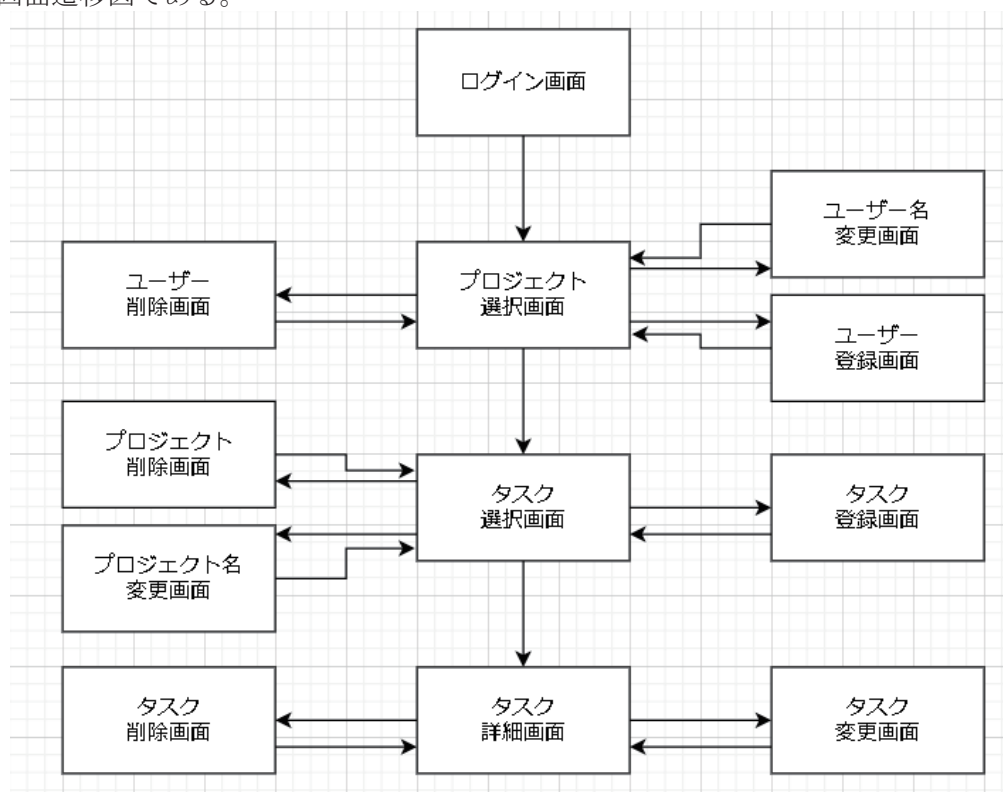 画面遷移図である。
ログイン画面
ユーザー名
変更画面
ユーザー
削除画面
プロジェクト
選択画面
ユーザー
登録画面
プロジェクト
削除画面
タスク
選択画面
タスク
登録画面
プロジェクト名
変更画面
タスク
削除画面
タスク
詳細画面
タスク
変更画面